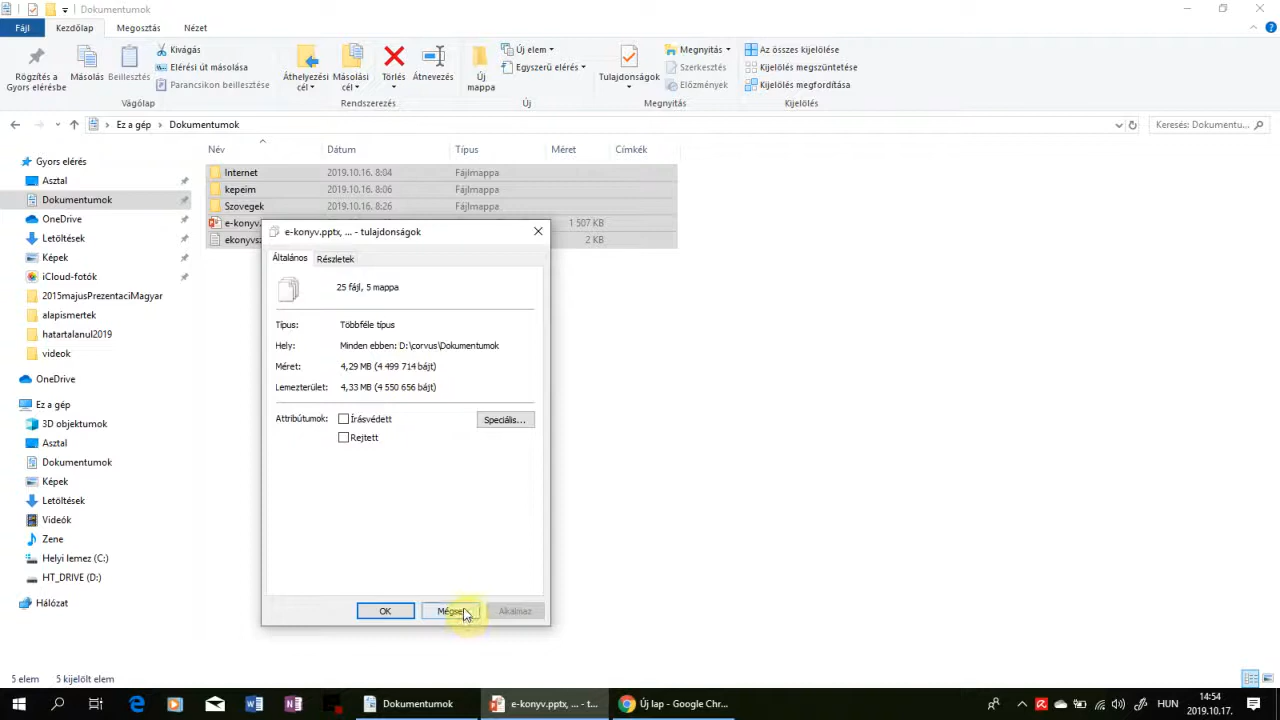 Dokumentumok
Fájl Kezdőlap Megosztás Nézet
Rögzítés a Gyors elérésbe
Másolás
Beillesztés
Kivágás
Elérési út másolása
Parancsikon beillesztése
Vágólap
Áthelyezési cél
Másolási cél
Törlés
Átnevezés
Rendszerezés
Új mappa
Új elem
Egyszerű elérés
Új
Tulajdonságok
Megnyitás
Szerkesztés
Előzmények
Megnyitás
Az összes kijelölése
Kijelölés megszüntetése
Kijelölés megfordítása
Kijelölés
Ez a gép Dokumentumok
Keresés: Dokumentu...
Név Dátum Típus Méret Címkék
Internet 2019.10.16. 8:04 Fájlmappa
kepeim 2019.10.16. 8:06 Fájlmappa
Szovegek 2019.10.16. 8:26 Fájlmappa
e-konyv. 1 507 KB
2 KB
Gyors elérés
Asztal
Dokumentumok
OneDrive
Letöltések
Képek
iCloud-fotók
2015majusPrezentaciMagyar
alapismertek
hatartalanul2019
videok
OneDrive
Ez a gép
3D objektumok
Asztal
Dokumentumok
Képek
Letöltések
Videók
Zene
Helyi lemez (C:)
HT_DRIVE (D:)
Hálózat
e-konyv.pptx, ... - tulajdonságok
Általános Részletek
25 fájl, 5 mappa
Típus: Többféle típus
Hely: Minden ebben: D:\corvus\Dokumentumok
Méret: 4,29 MB (4 499 714 bájt)
Lemezterület: 4,33 MB (4 550 656 bájt)
Attribútumok: Írásvédett Speciális...
Rejtett
OK Mégse Alkalmaz
5 elem 5 kijelölt elem
Dokumentumok
e-konyv.pptx, ... - t...
Új lap - Google Chr...
HUN
14:54
2019.10.17.